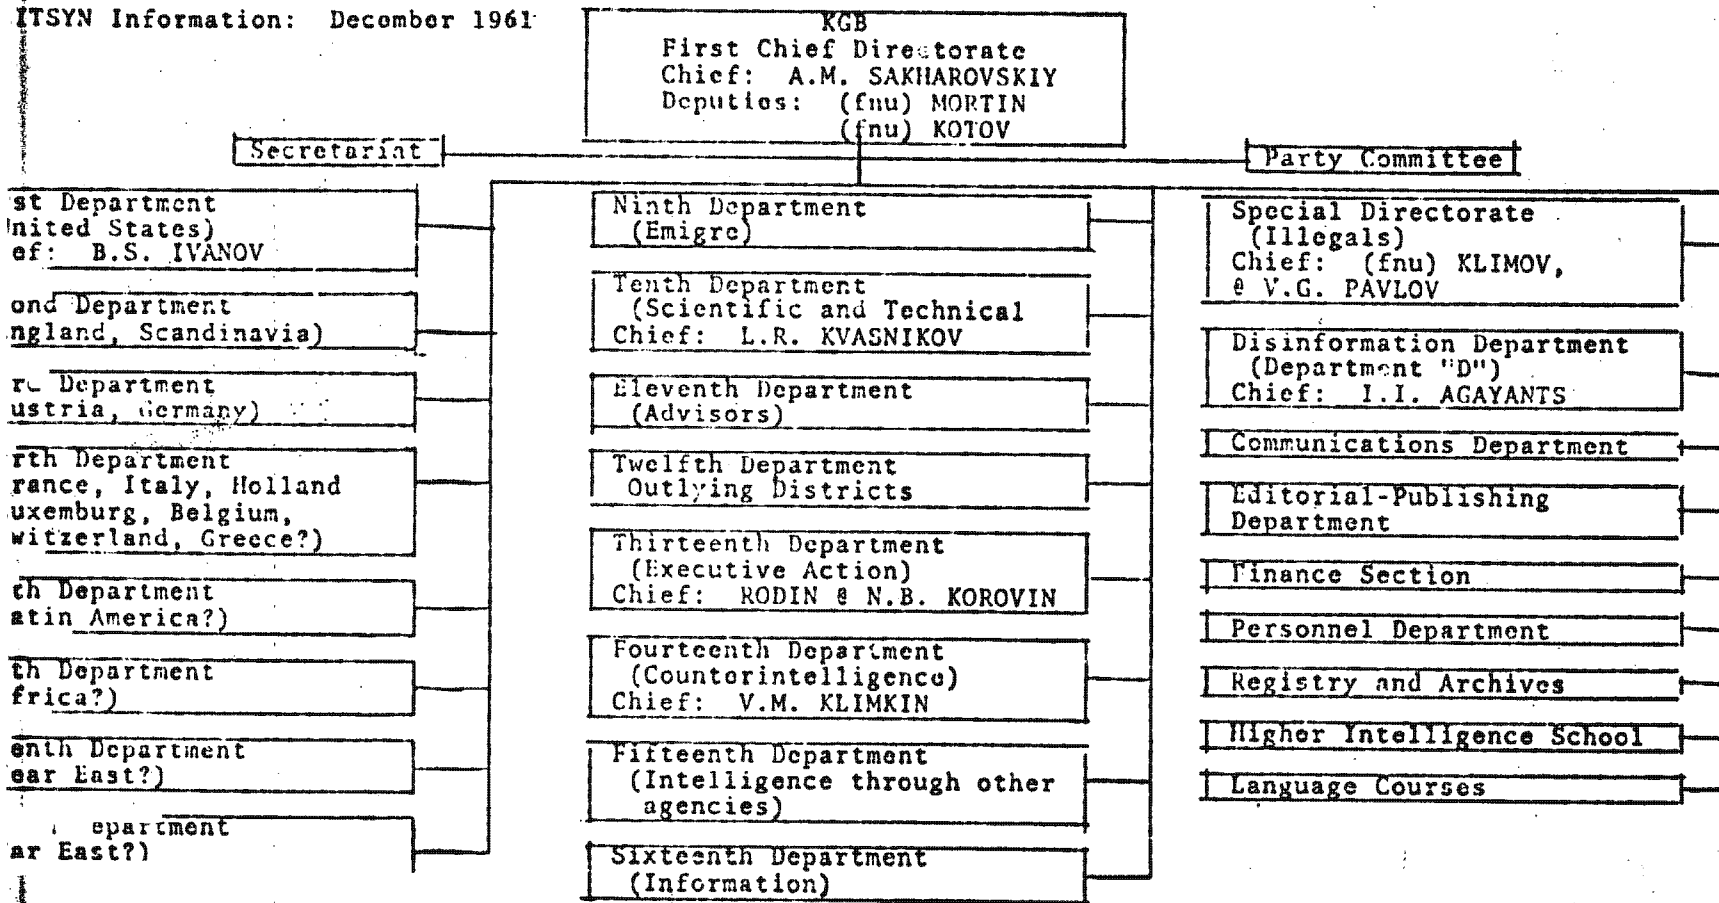 ITSYN Information: December 1961
KGB
First Chief Directorate
Chief: A.M. SAKHAROVSKIY
Deputies: (fnu) MORTIN
(fnu) KOTOV
Secretariat
Party Committee
st Department
nited States)
ef: B.S. IVANOV
ond Department
ngland, Scandinavia)
Department
ustria, Germany)
rth Department
rance, Italy, Holland
uxemburg, Belgium,
witzerland, Greece?)
th Department
atin America?)
th Department
frica?)
enth Department
ear East?)
epartment
ar East?)
Ninth Department
(Emigre)
Tenth Department
(Scientific and Technical
Chief: L.R. KVASNIKOV
Eleventh Department
(Advisors)
Twelfth Department
Outlying Districts
Thirteenth Department
(Executive Action)
Chief: RODIN @ N.B. KOROVIN
Fourteenth Department
(Counterintelligence)
Chief: V.M. KLIMKIN
Fifteenth Department
(Intelligence through other
agencies)
Sixteenth Department
(Information)
Special Directorate
(Illegals)
Chief: (fnu) KLIMOV,
@ V.G. PAVLOV
Disinformation Department
(Department "D")
Chief: I.I. AGAYANTS
Communications Department
Editorial-Publishing
Department
Finance Section
Personnel Department
Registry and Archives
Higher Intelligence School
Language Courses